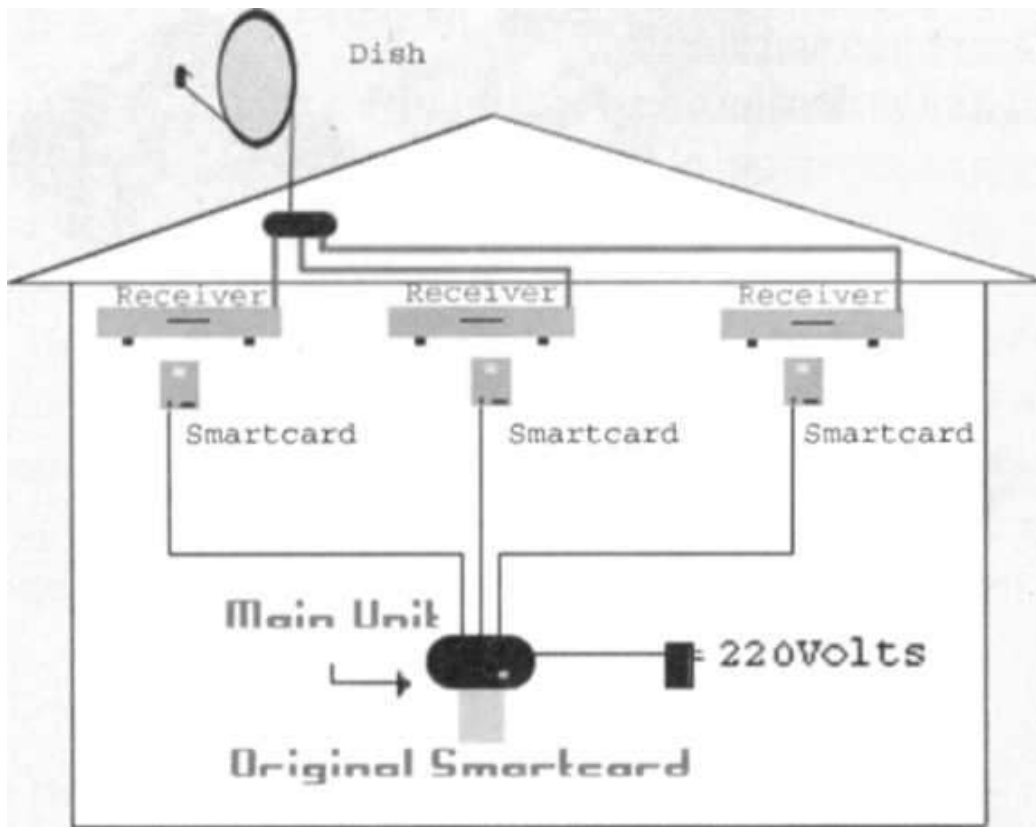 Dish
Receiver Receiver Receiver
Smartcard Smartcard Smartcard
Main Unit
220Volts
Original Smartcard